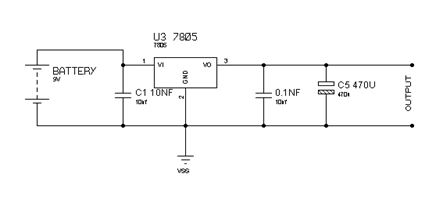 U3 7805
7805
1 VI VO 3
GND
2
BATTERY
9V
C1 10NF
10nf
0.1NF
10nf
C5 470U
470n
OUTPUT
VSS